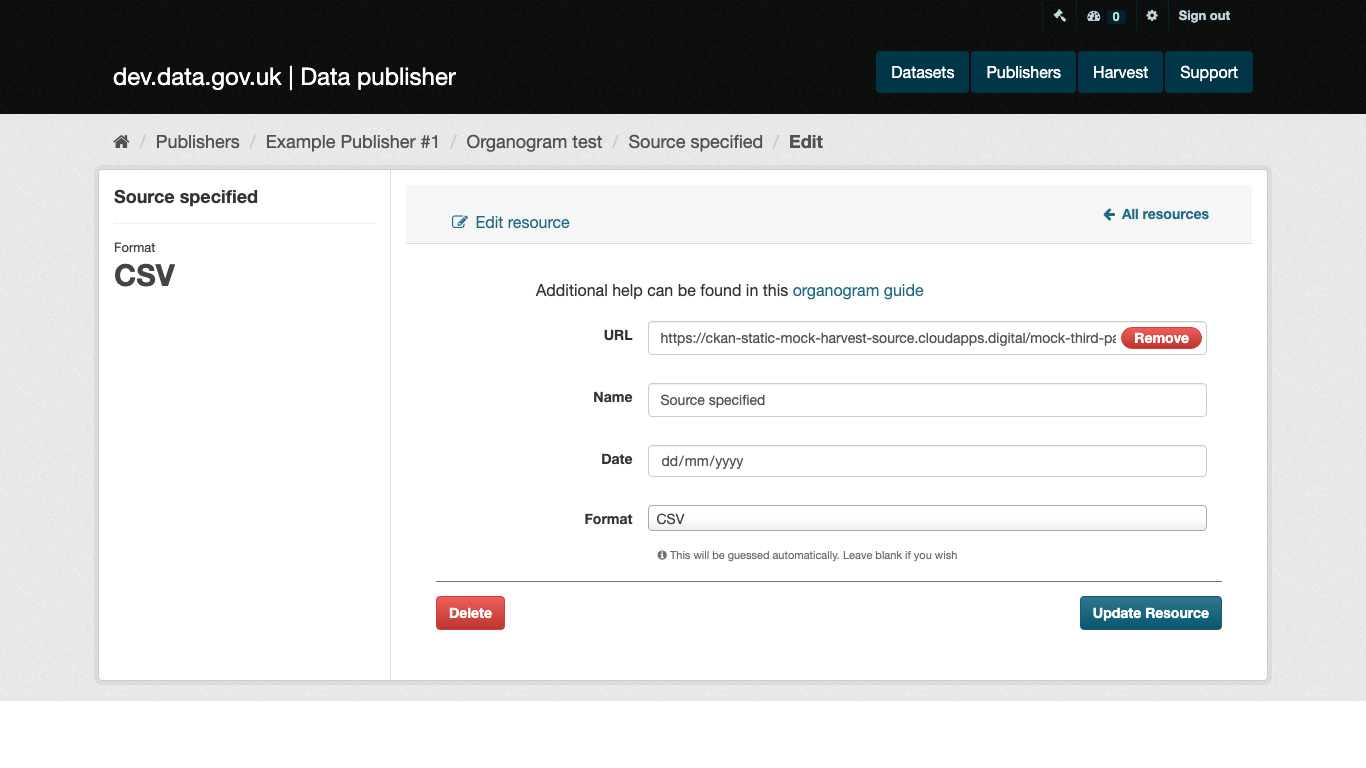 0 Sign out
dev.data.gov.uk | Data publisher
Datasets Publishers Harvest Support
/ Publishers / Example Publisher #1 / Organogram test / Source specified / Edit
Source specified
Format
CSV
Edit resource
All resources
Additional help can be found in this organogram guide
URL https://ckan-static-mock-harvest-source.cloudapps.digital/mock-third-pa Remove
Name Source specified
Date dd/mm/yyyy
Format CSV
This will be guessed automatically. Leave blank if you wish
Delete Update Resource